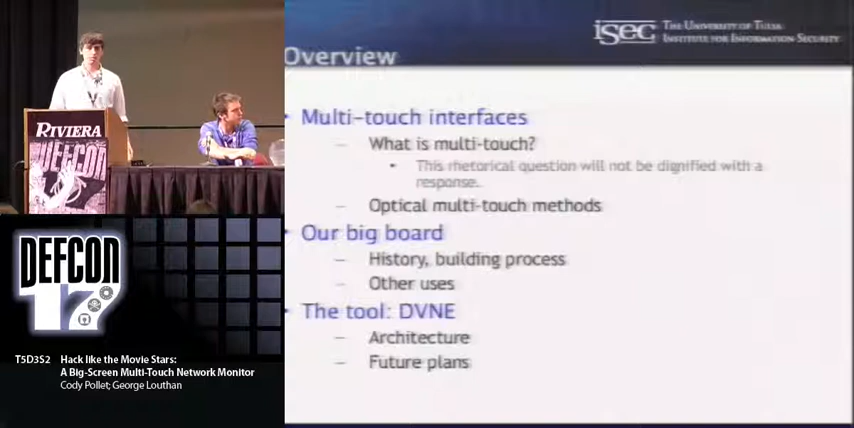 iSec THE UNIVERSITY OF TULSA
INSTITUTE FOR INFORMATION SECURITY
Overview
Multi-touch interfaces
– What is multi-touch?
• This rhetorical question will not be dignified with a
response.
– Optical multi-touch methods
Our big board
– History, building process
– Other uses
• The tool: DVNE
– Architecture
– Future plans
RIVIERA
DEFCON
DEFCON
17
T5D3S2 Hack like the Movie Stars:
A Big-Screen Multi-Touch Network Monitor
Cody Pollet; George Louthan